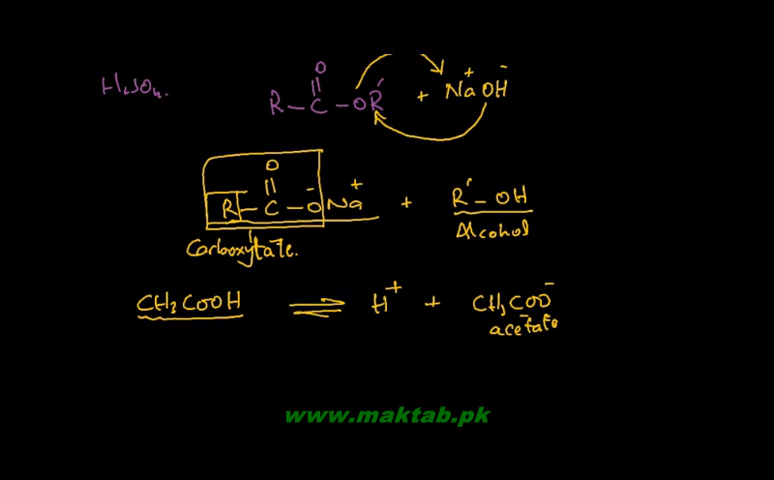 H₂SO₄.
O
R – C – OR' + Na⁺OH⁻
O
R – C – O⁻Na⁺ + R' – OH
Carboxylate. Alcohol
CH₃COOH ⇌ H⁺ + CH₃COO⁻
acetate
www.maktab.pk